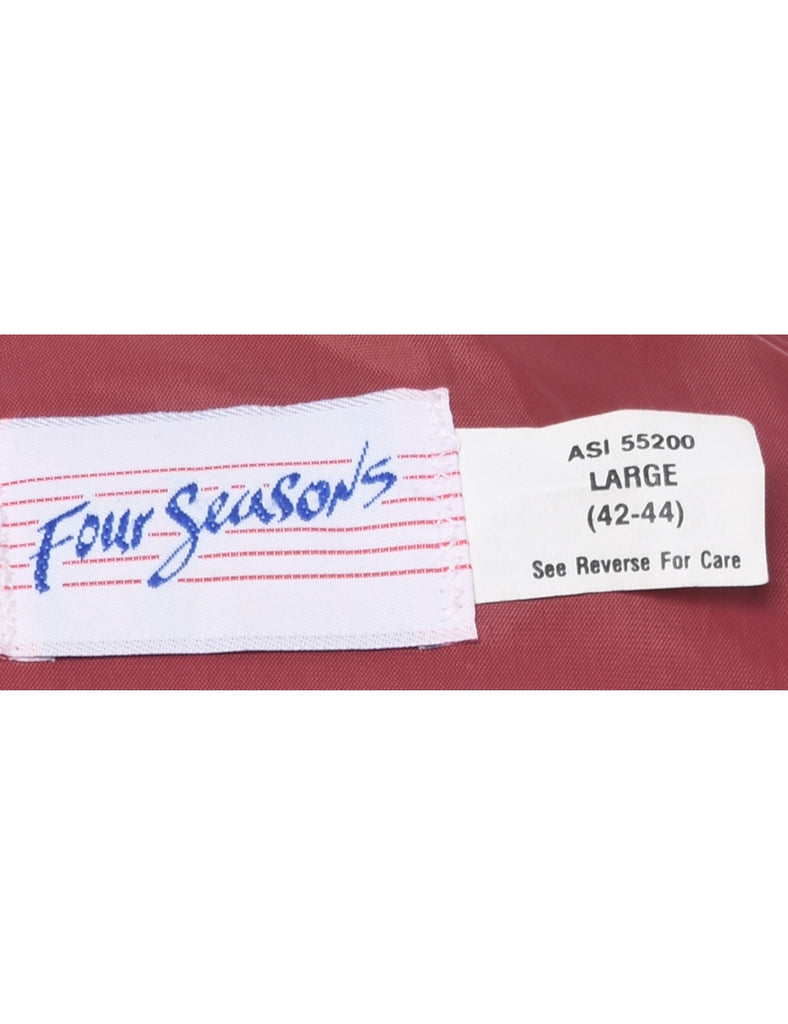 Four Seasons
ASI 55200
LARGE
(42-44)
See Reverse For Care